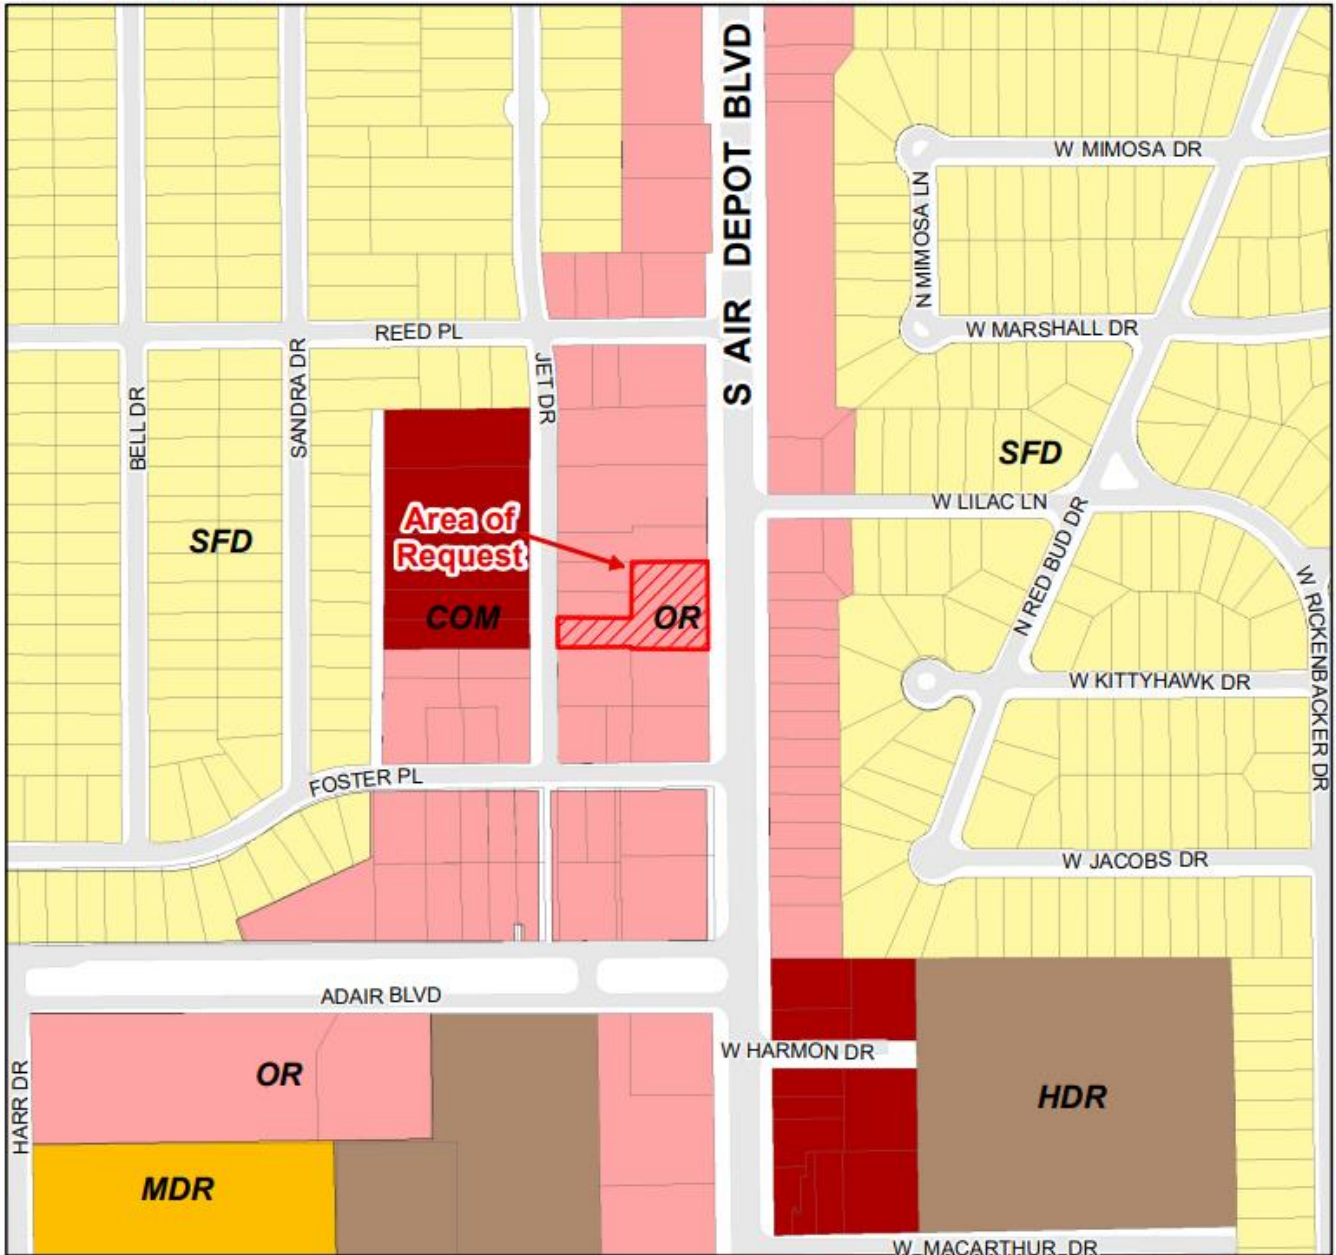 S AIR DEPOT BLVD
W MIMOSA DR
N MIMOSA LN
REED PL
W MARSHALL DR
JET DR
SANDRA DR
BELL DR
SFD
W LILAC LN
Area of
Request
SFD
N RED BUD DR
COM
OR
W RICKENBACKER DR
W KITTYHAWK DR
FOSTER PL
W JACOBS DR
ADAIR BLVD
W HARMON DR
HARR DR
OR
HDR
MDR
W MACARTHUR DR